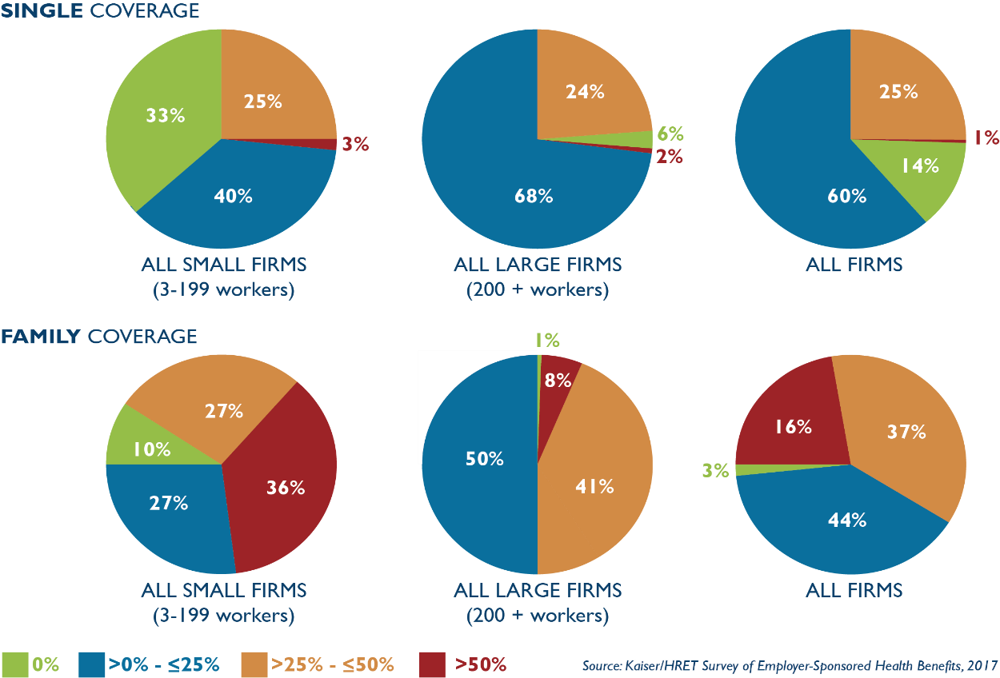 SINGLE COVERAGE
33%
25%
3%
40%
ALL SMALL FIRMS
(3-199 workers)
24%
6%
2%
68%
ALL LARGE FIRMS
(200 + workers)
25%
1%
14%
60%
ALL FIRMS
FAMILY COVERAGE
27%
10%
36%
27%
ALL SMALL FIRMS
(3-199 workers)
1%
8%
50%
41%
ALL LARGE FIRMS
(200 + workers)
16%
37%
3%
44%
ALL FIRMS
0%
>0% - ≤25%
>25% - ≤50%
>50%
Source: Kaiser/HRET Survey of Employer-Sponsored Health Benefits, 2017